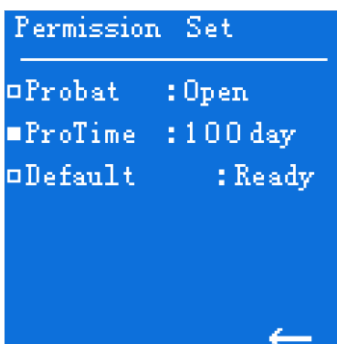 Permission Set
Probat :Open
ProTime :100 day
Default :Ready